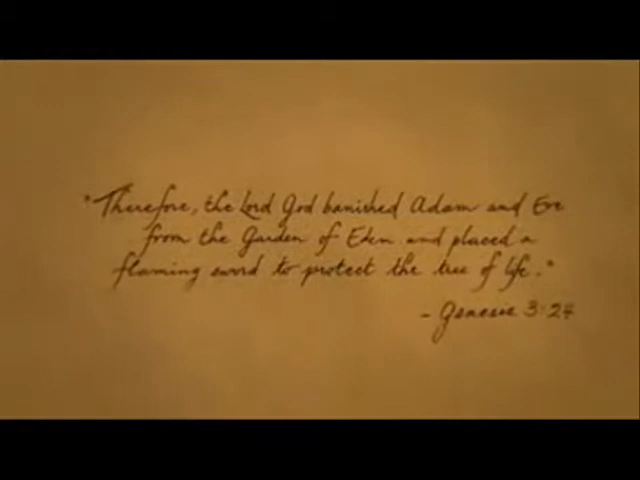 "Therefore, the Lord God banished Adam and Eve
from the Garden of Eden and placed a
flaming sword to protect the tree of life."
- Genesis 3:24